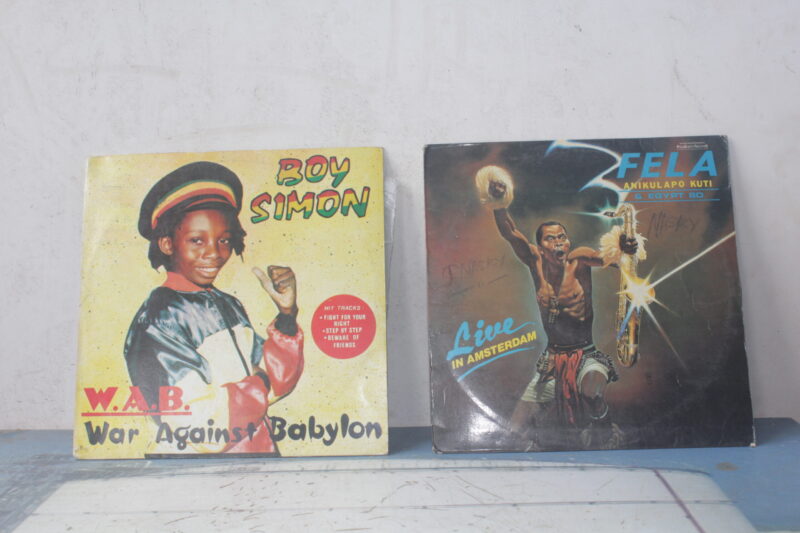 BOY
SIMON
HIT TRACKS:
• FIGHT FOR YOUR
RIGHT
• STEP BY STEP
• BEWARE OF
FRIENDS
W.A.B.
War Against Babylon
FELA
ANIKULAPO KUTI
& EGYPT 80
Live
IN AMSTERDAM